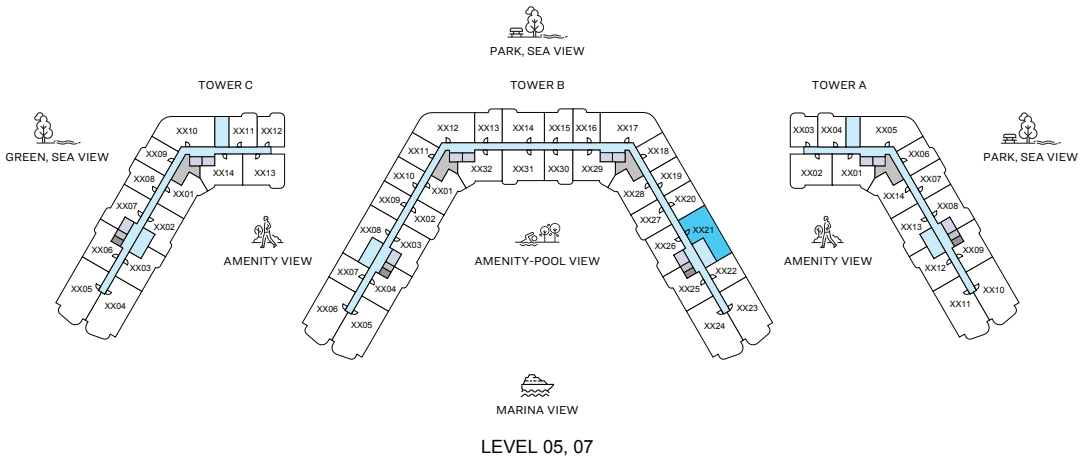 PARK, SEA VIEW
TOWER C
TOWER B
TOWER A
GREEN, SEA VIEW
PARK, SEA VIEW
XX10
XX11
XX12
XX09
XX08
XX14
XX13
XX01
XX07
XX02
XX06
XX03
XX05
XX04
AMENITY VIEW
XX12
XX13
XX14
XX15
XX16
XX17
XX11
XX32
XX31
XX30
XX29
XX18
XX10
XX01
XX28
XX19
XX09
XX02
XX27
XX20
XX08
XX03
XX26
XX21
XX07
XX04
XX25
XX22
XX06
XX05
XX24
XX23
AMENITY-POOL VIEW
AMENITY VIEW
XX03
XX04
XX05
XX02
XX01
XX06
XX14
XX07
XX13
XX08
XX12
XX09
XX11
XX10
MARINA VIEW
LEVEL 05, 07